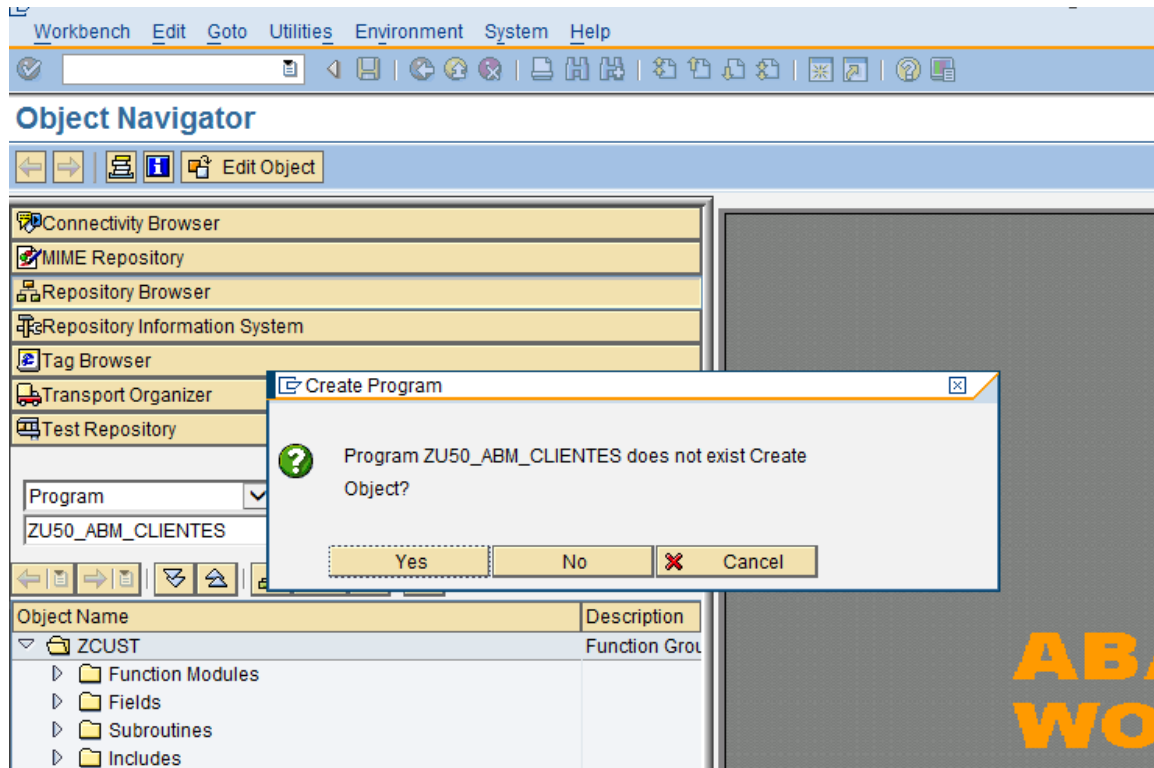 Workbench Edit Goto Utilities Environment System Help
Object Navigator
Edit Object
Connectivity Browser
MIME Repository
Repository Browser
Repository Information System
Tag Browser
Transport Organizer
Test Repository
Create Program
Program ZU50_ABM_CLIENTES does not exist Create
Object?
Yes No Cancel
Program
ZU50_ABM_CLIENTES
Object Name Description
ZCUST Function Grou
Function Modules
Fields
Subroutines
Includes